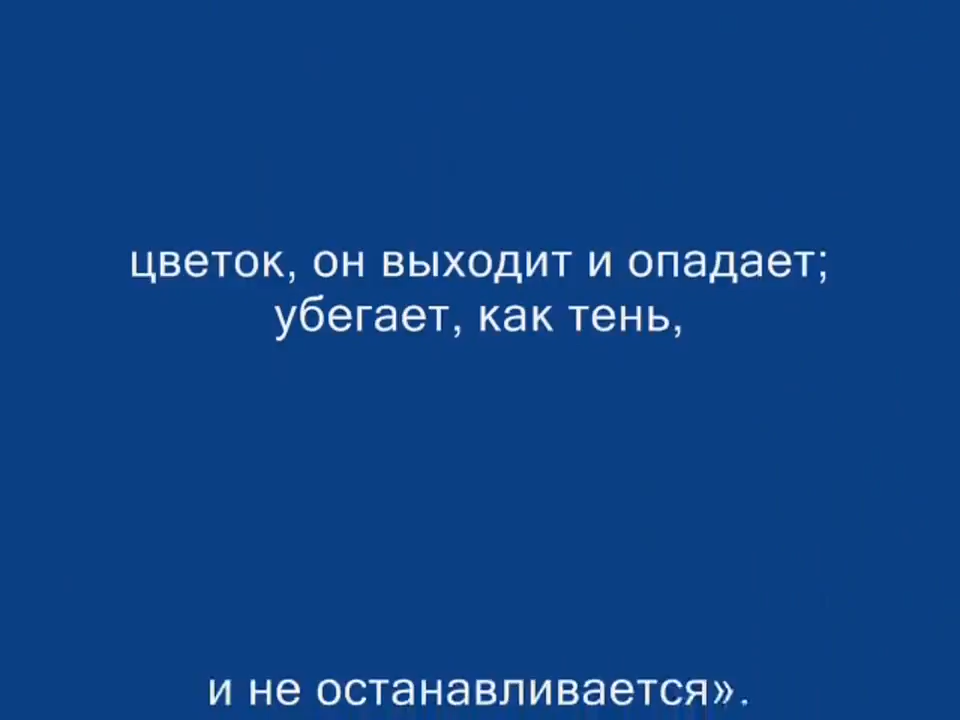 цветок, он выходит и опадает;
убегает, как тень,
и не останавливается».